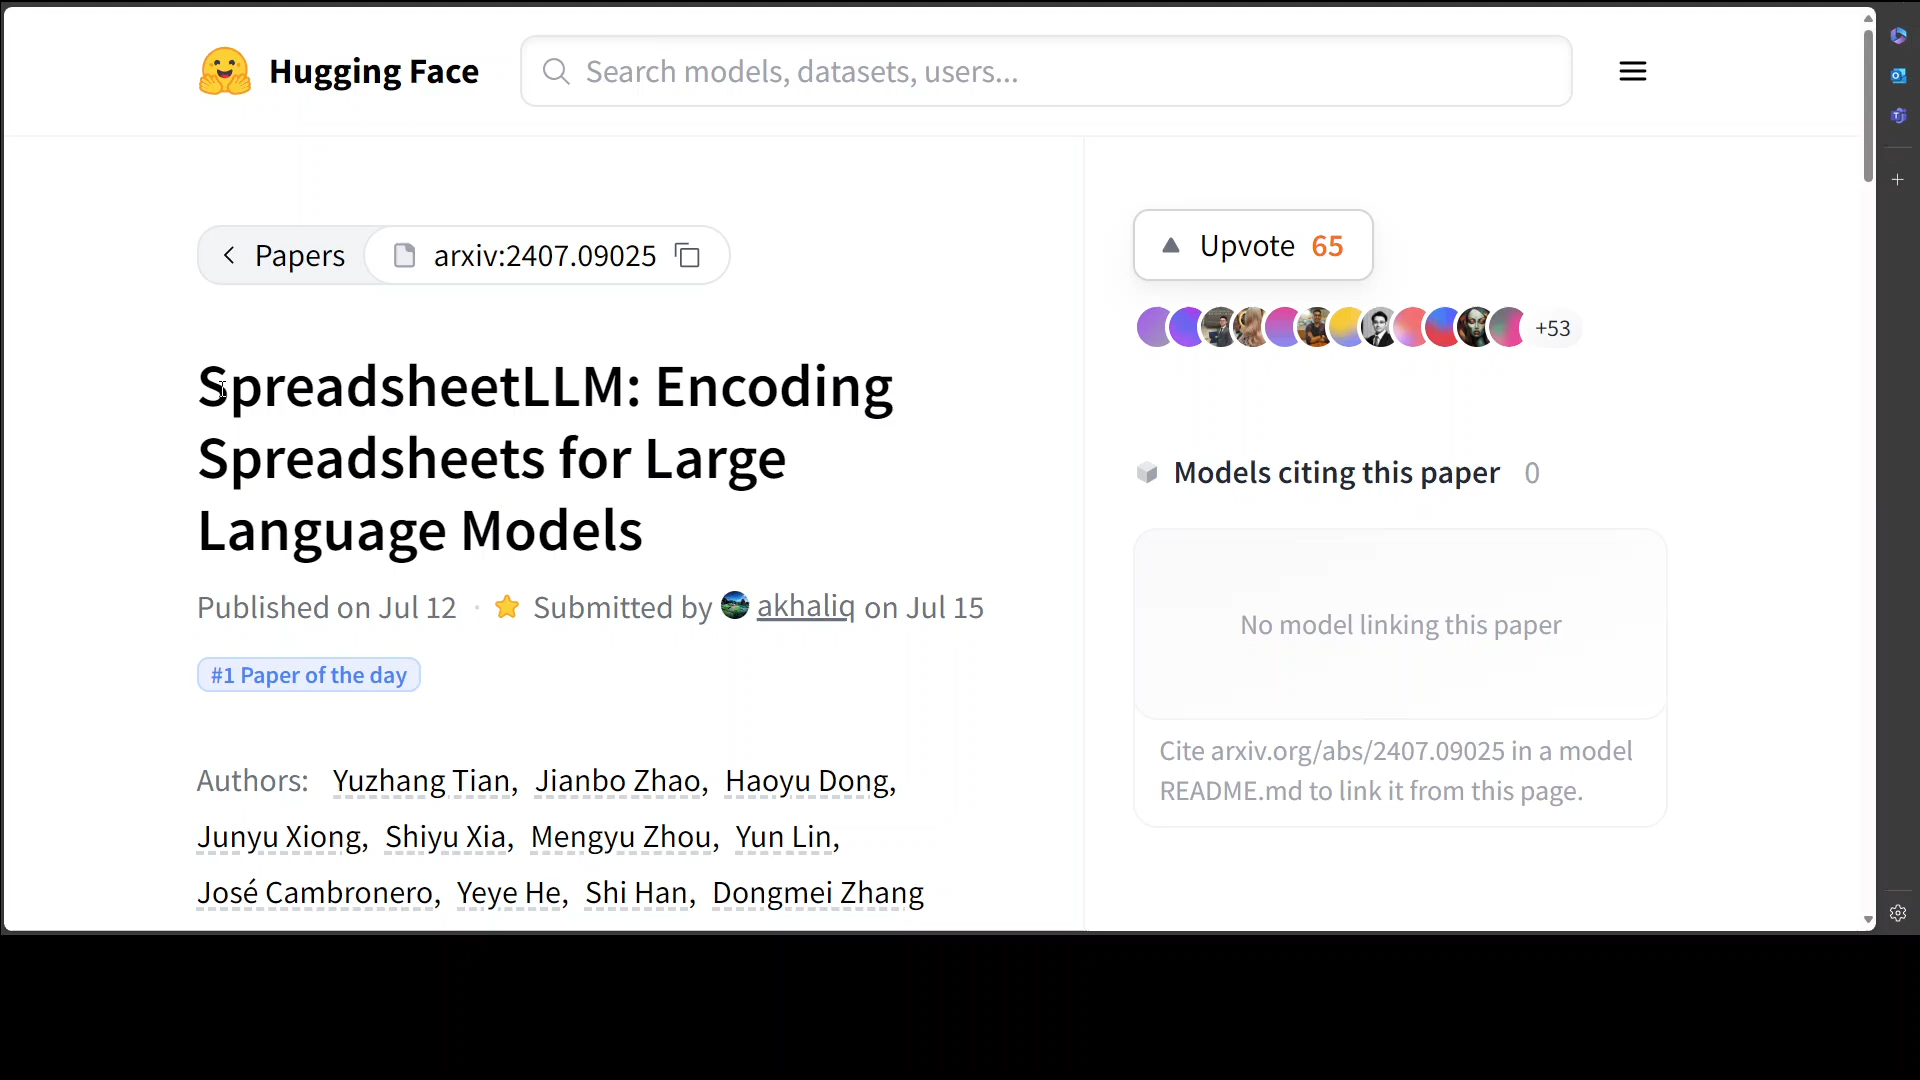 Hugging Face
Search models, datasets, users...
Papers
arxiv:2407.09025
SpreadsheetLLM: Encoding
Spreadsheets for Large
Language Models
Published on Jul 12 · Submitted by akhaliq on Jul 15
#1 Paper of the day
Authors: Yuzhang Tian, Jianbo Zhao, Haoyu Dong,
Junyu Xiong, Shiyu Xia, Mengyu Zhou, Yun Lin,
José Cambronero, Yeye He, Shi Han, Dongmei Zhang
Upvote 65
+53
Models citing this paper 0
No model linking this paper
Cite arxiv.org/abs/2407.09025 in a model
README.md to link it from this page.